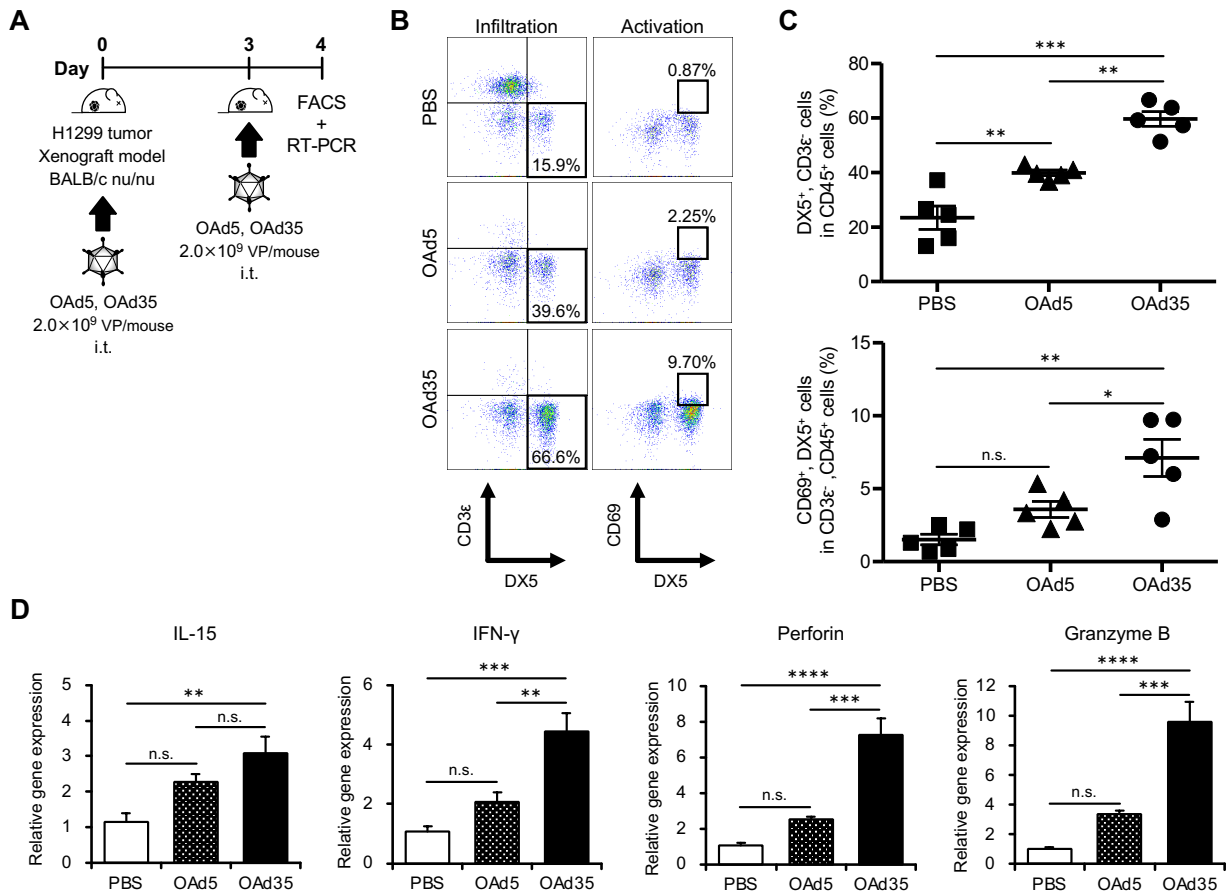 A
0
3
4
Day
H1299 tumor
Xenograft model
BALB/c nu/nu
FACS
+
RT-PCR
OAd5, OAd35
2.0×10⁹ VP/mouse
i.t.
OAd5, OAd35
2.0×10⁹ VP/mouse
i.t.
B
Infiltration
Activation
PBS
15.9%
0.87%
OAd5
39.6%
2.25%
OAd35
66.6%
9.70%
CD3ε
DX5
CD69
DX5
C
DX5⁺, CD3ε⁻ cells
in CD45⁺ cells (%)
80
60
40
20
0
***
**
**
PBS
OAd5
OAd35
CD69⁺, DX5⁺ cells
in CD3ε⁻ ,CD45⁺ cells (%)
15
10
5
0
**
*
n.s.
PBS
OAd5
OAd35
D
IL-15
Relative gene expression
5
4
3
2
1
0
**
n.s.
n.s.
PBS
OAd5
OAd35
IFN-γ
Relative gene expression
6
4
2
0
***
**
n.s.
PBS
OAd5
OAd35
Perforin
Relative gene expression
10
8
6
4
2
0
****
***
n.s.
PBS
OAd5
OAd35
Granzyme B
Relative gene expression
12
10
8
6
4
2
0
****
***
n.s.
PBS
OAd5
OAd35